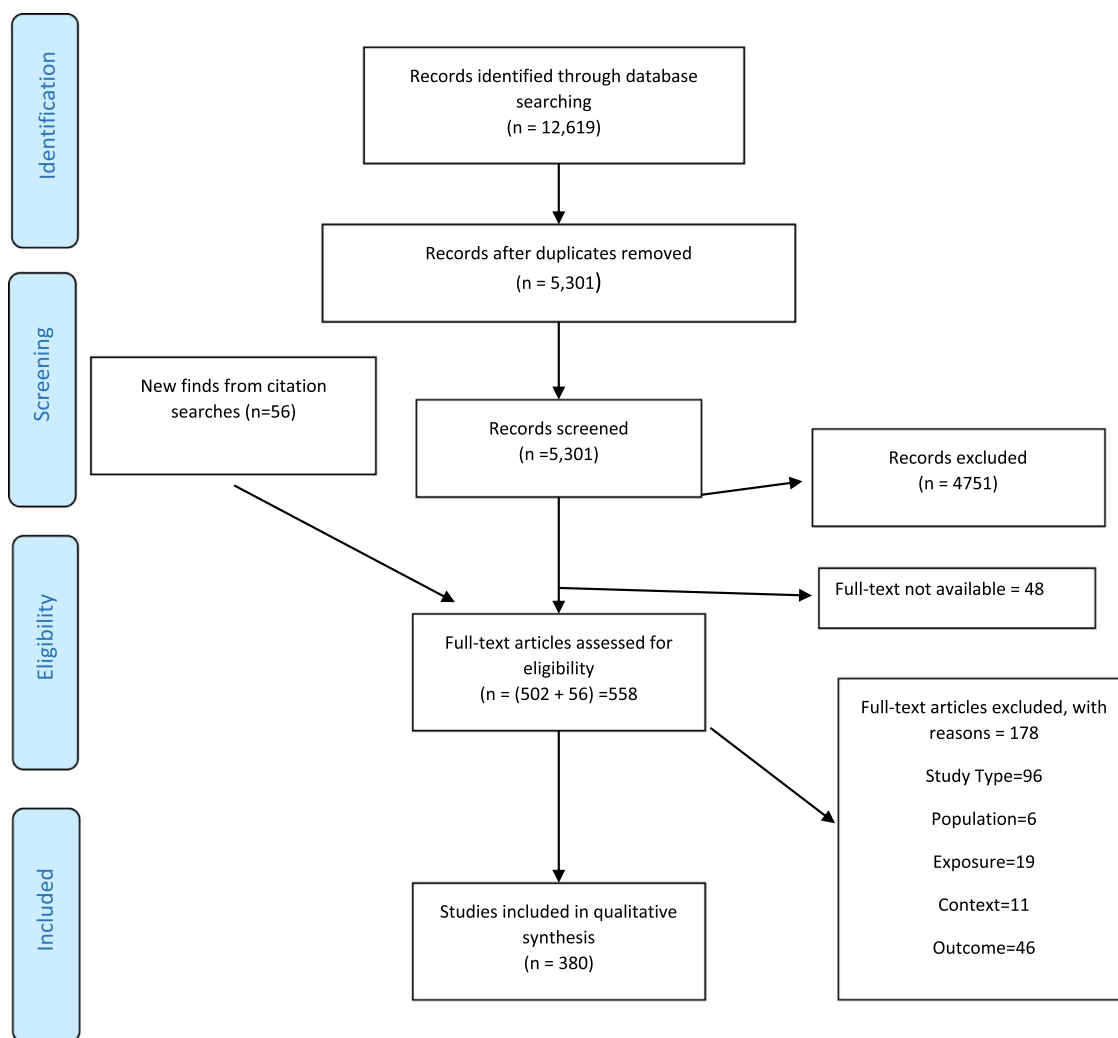 Identification
Records identified through database
searching
(n = 12,619)
Records after duplicates removed
(n = 5,301)
Screening
New finds from citation
searches (n=56)
Records screened
(n =5,301)
Records excluded
(n = 4751)
Full-text not available = 48
Eligibility
Full-text articles assessed for
eligibility
(n = (502 + 56) =558
Full-text articles excluded, with
reasons = 178
Study Type=96
Population=6
Exposure=19
Context=11
Outcome=46
Included
Studies included in qualitative
synthesis
(n = 380)